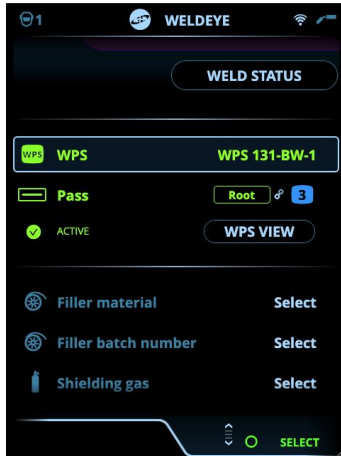 1 WELDEYE
WELD STATUS
WPS WPS WPS 131-BW-1
Pass Root 3
ACTIVE WPS VIEW
Filler material Select
Filler batch number Select
Shielding gas Select
SELECT